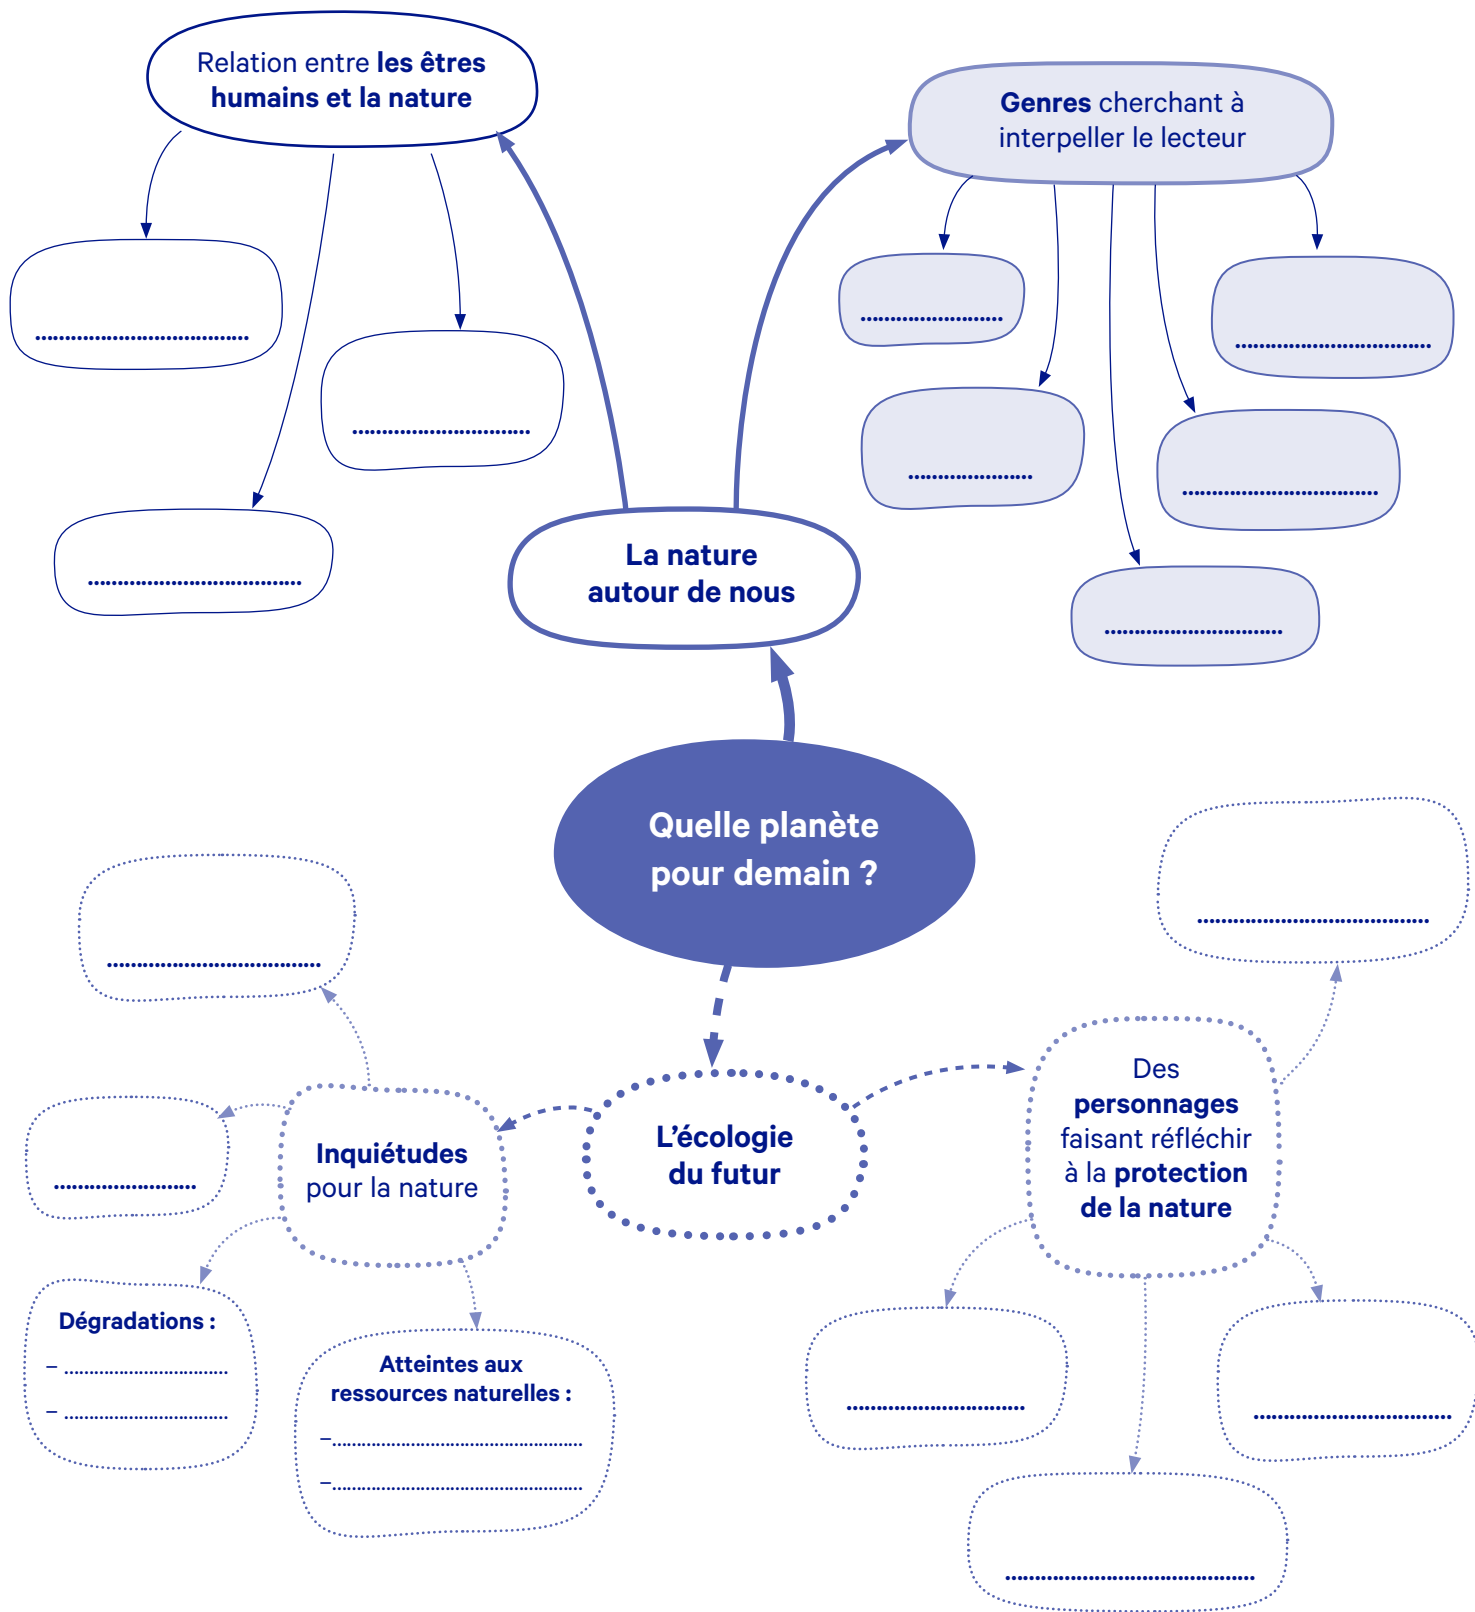 Relation entre les êtres
humains et la nature
Genres cherchant à
interpeller le lecteur
La nature
autour de nous
Quelle planète
pour demain ?
L'écologie
du futur
Inquiétudes
pour la nature
Dégradations :
– ..............................
– ..............................
Atteintes aux
ressources naturelles :
–..............................
–..............................
Des
personnages
faisant réfléchir
à la protection
de la nature